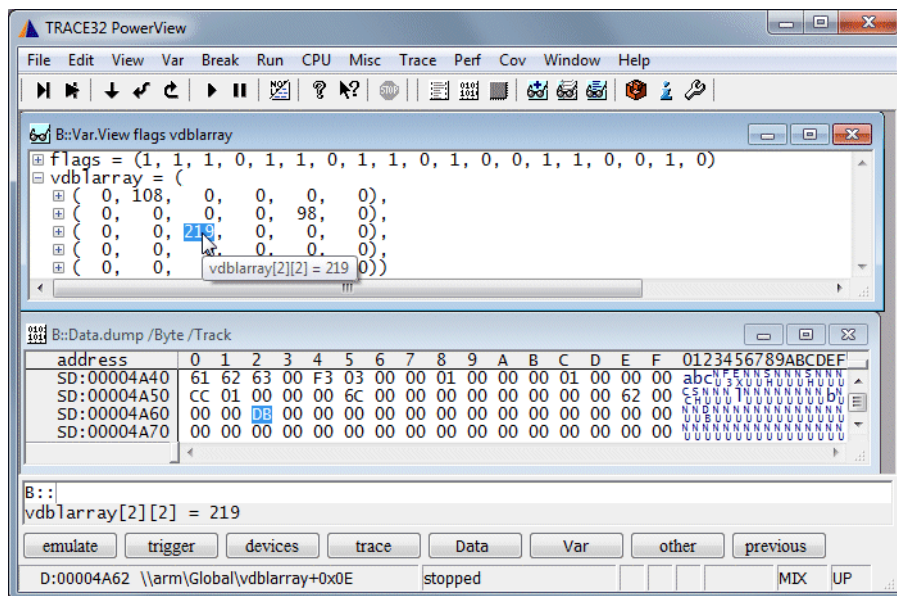 TRACE32 PowerView
File Edit View Var Break Run CPU Misc Trace Perf Cov Window Help
B::Var.View flags vdblarray
flags = (1, 1, 1, 0, 1, 1, 0, 1, 1, 0, 1, 0, 0, 1, 1, 0, 0, 1, 0)
vdblarray = (
( 0, 108, 0, 0, 0, 0),
( 0, 0, 0, 0, 98, 0),
( 0, 0, 219, 0, 0, 0),
( 0, 0, 0, 0, 0),
( 0, 0, 0))
vdblarray[2][2] = 219
B::Data.dump /Byte /Track
address 0 1 2 3 4 5 6 7 8 9 A B C D E F 0123456789ABCDEF
SD:00004A40 61 62 63 00 F3 03 00 00 01 00 00 00 01 00 00 00 abc
SD:00004A50 CC 01 00 00 00 6C 00 00 00 00 00 00 00 00 62 00 l b
SD:00004A60 00 00 DB 00 00 00 00 00 00 00 00 00 00 00 00 00
SD:00004A70 00 00 00 00 00 00 00 00 00 00 00 00 00 00 00 00
B::
vdblarray[2][2] = 219
emulate trigger devices trace Data Var other previous
D:00004A62 \\arm\Global\vdblarray+0x0E stopped MIX UP